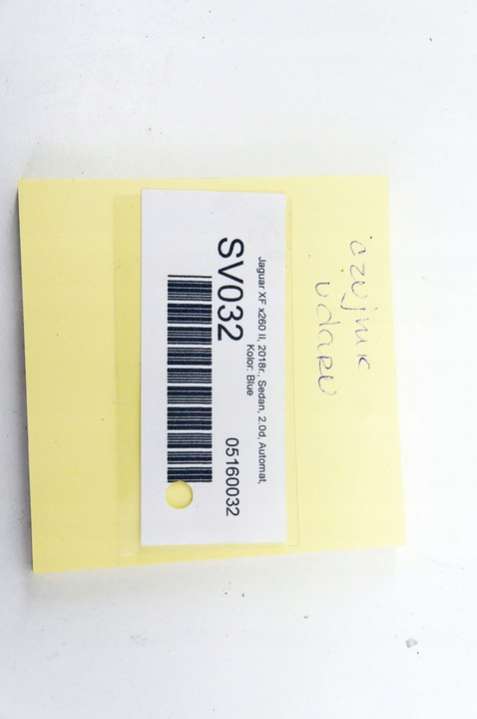 czujnik
udaru
Jaguar XF x260 II, 2018r., Sedan, 2.0d, Automat,
Kolor: Blue
SV032
05160032